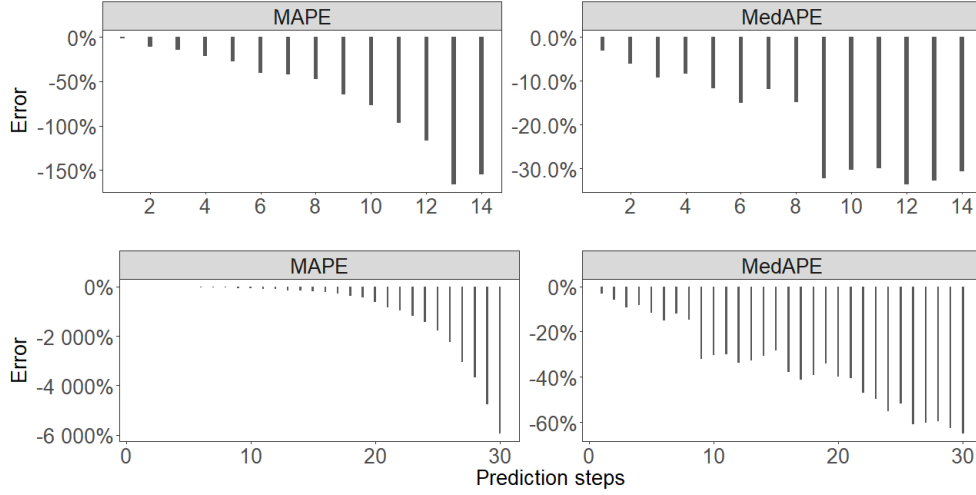 MAPE
MedAPE
Error
0%
-50%
-100%
-150%
2 4 6 8 10 12 14
0.0%
-10.0%
-20.0%
-30.0%
2 4 6 8 10 12 14
MAPE
MedAPE
Error
0%
-2 000%
-4 000%
-6 000%
0 10 20 30
0%
-20%
-40%
-60%
0 10 20 30
Prediction steps